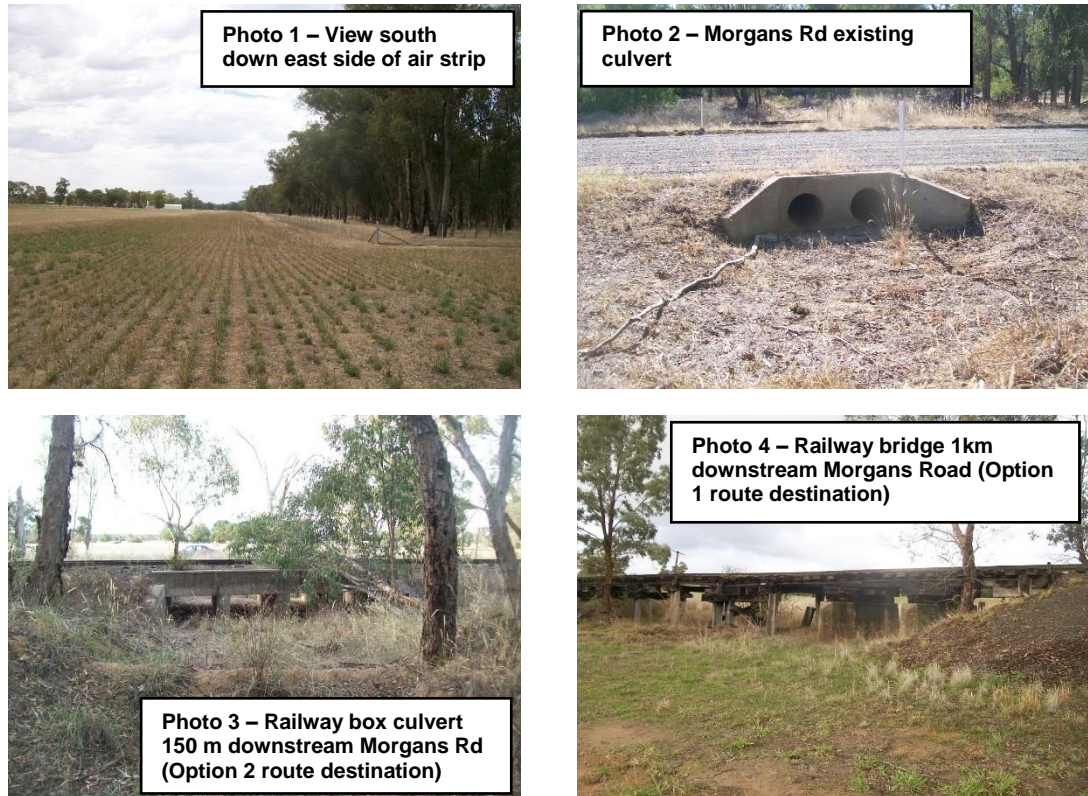 Photo 1 – View south
down east side of air strip
Photo 2 – Morgans Rd existing
culvert
Photo 3 – Railway box culvert
150 m downstream Morgans Rd
(Option 2 route destination)
Photo 4 – Railway bridge 1km
downstream Morgans Road (Option
1 route destination)